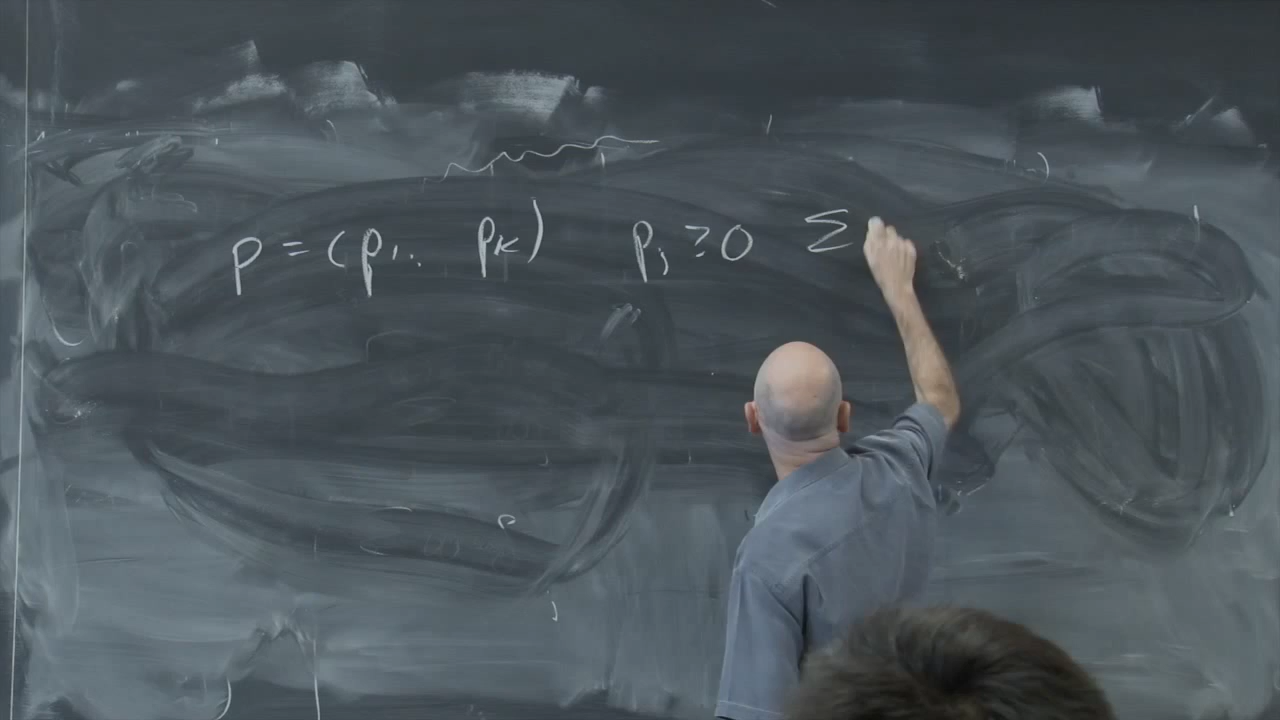 p = (p1.. pK) pj ≥ 0 Σ